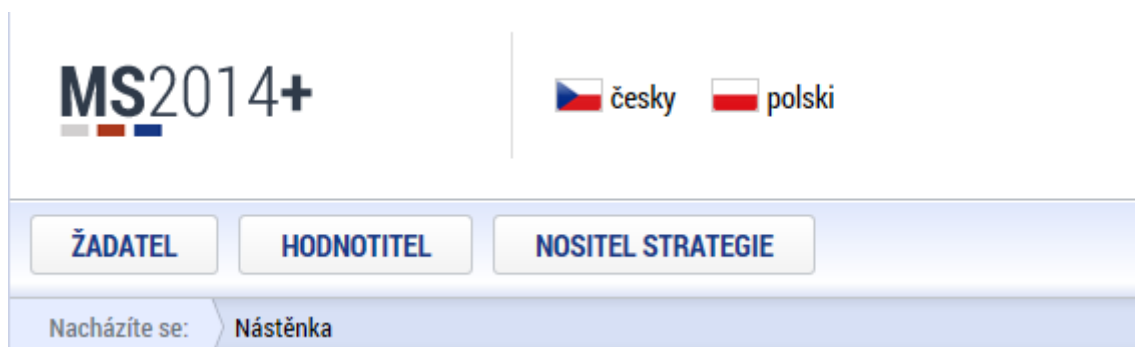 MS2014+
česky polski
ŽADATEL HODNOTITEL NOSITEL STRATEGIE
Nacházíte se: Nástěnka